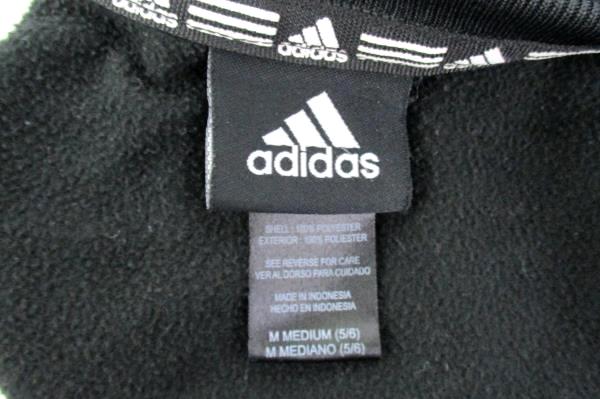 adidas
adidas
SHELL : 100% POLYESTER
EXTERIOR : 100% POLIESTER
SEE REVERSE FOR CARE
VER AL DORSO PARA CUIDADO
MADE IN INDONESIA
HECHO EN INDONESIA
M MEDIUM (5/6)
M MEDIANO (5/6)